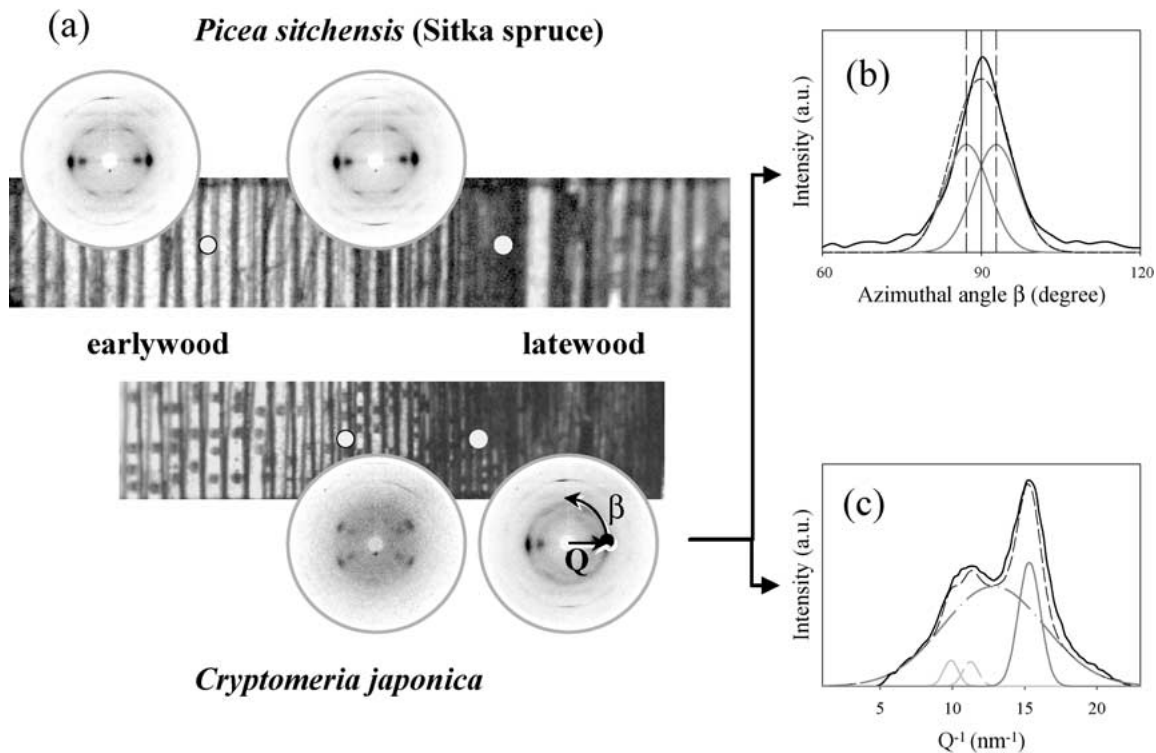 (a)
Picea sitchensis (Sitka spruce)
earlywood
latewood
β
Q
Cryptomeria japonica
(b)
Intensity (a.u.)
60
90
120
Azimuthal angle β (degree)
(c)
Intensity (a.u.)
5
10
15
20
Q⁻¹ (nm⁻¹)